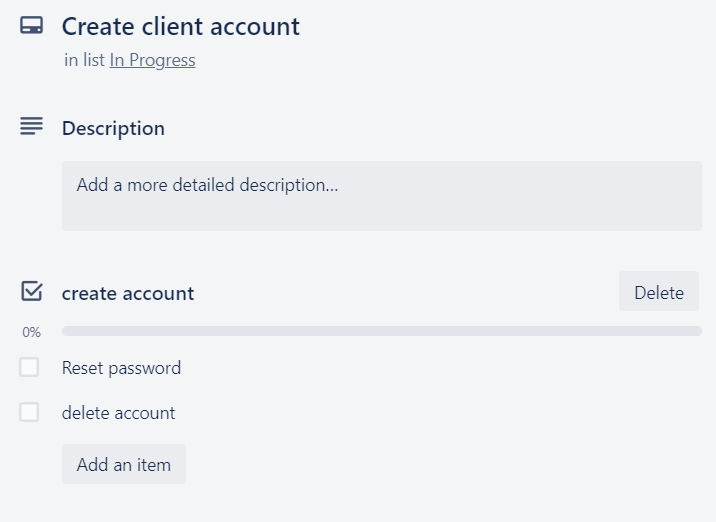 Create client account
in list In Progress
Description
Add a more detailed description...
create account
Delete
0%
Reset password
delete account
Add an item